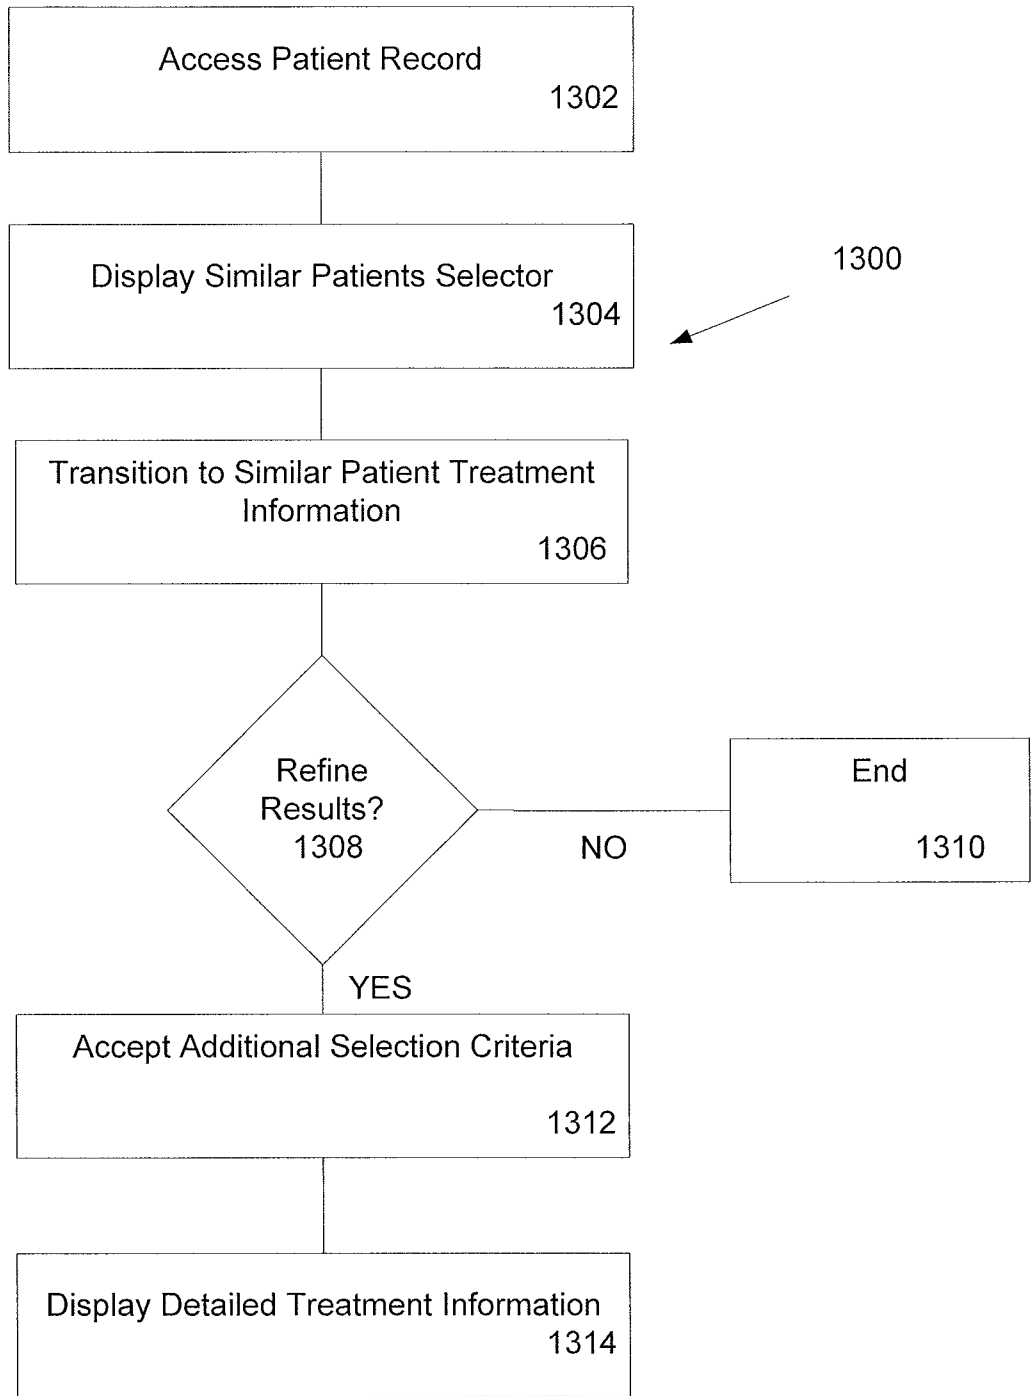 Access Patient Record
1302
Display Similar Patients Selector
1304
1300
Transition to Similar Patient Treatment
Information
1306
Refine
Results?
1308
NO
End
1310
YES
Accept Additional Selection Criteria
1312
Display Detailed Treatment Information
1314